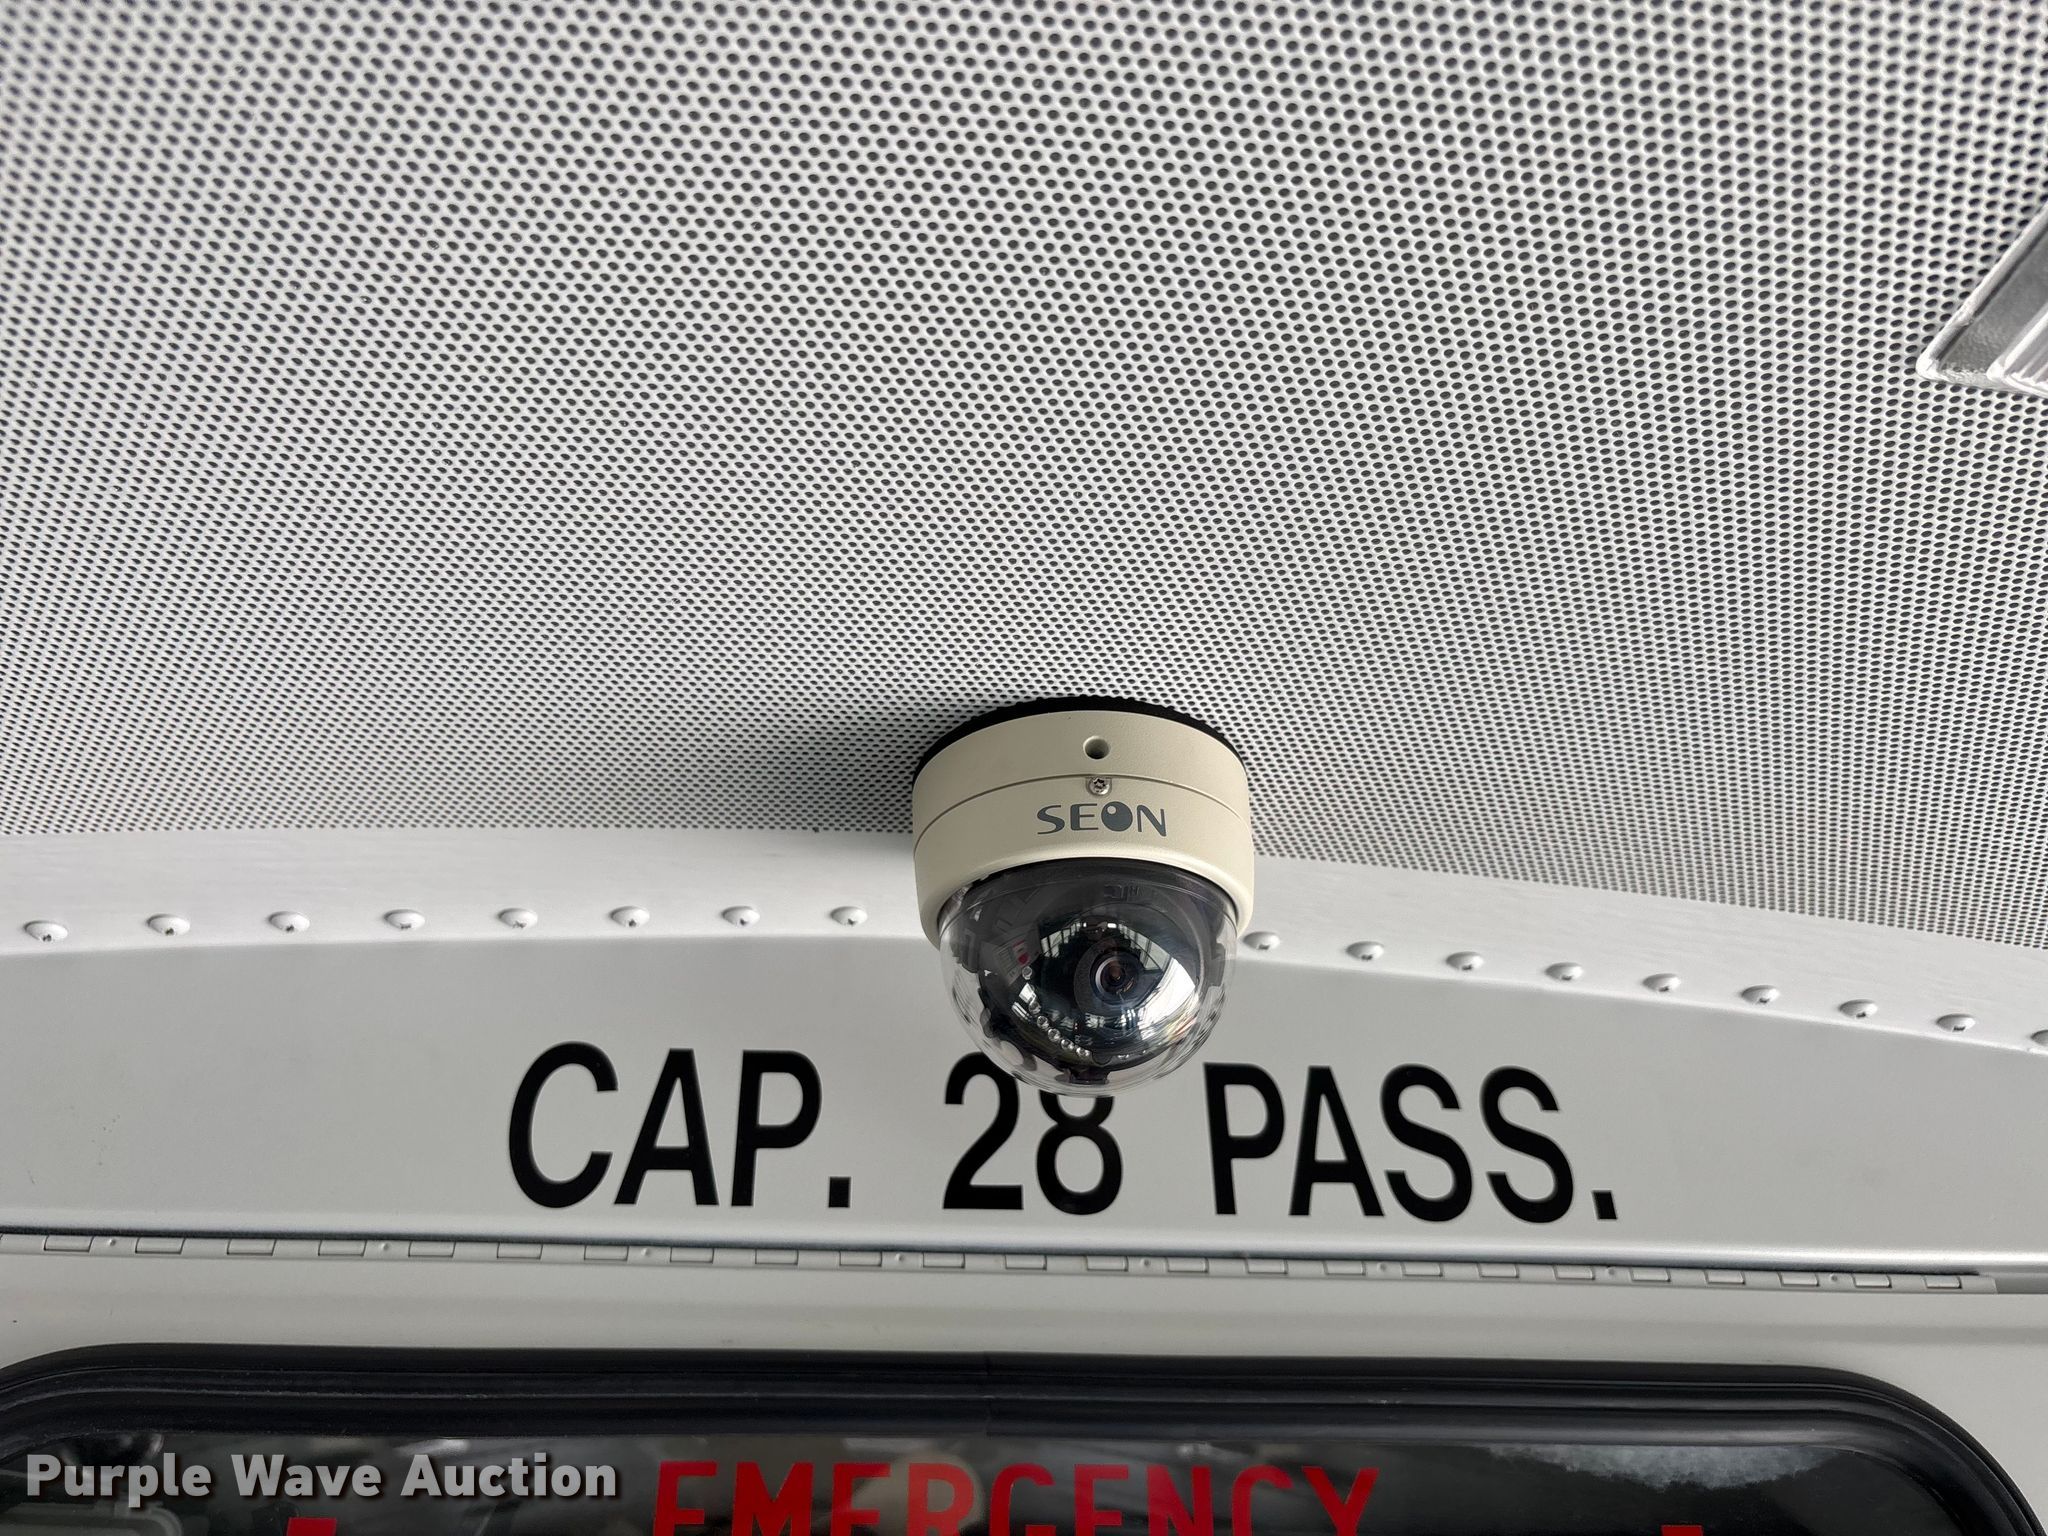 SEON
CAP. 28 PASS.
EMERGENCY
Purple Wave Auction